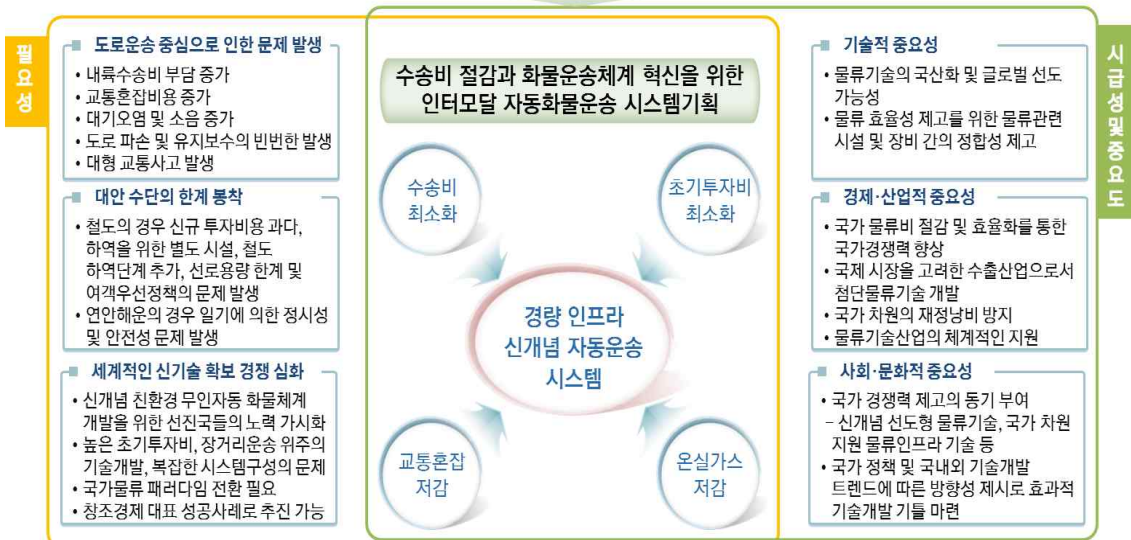 필요성
도로운송 중심으로 인한 문제 발생
• 내륙수송비 부담 증가
• 교통혼잡비용 증가
• 대기오염 및 소음 증가
• 도로 파손 및 유지보수의 빈번한 발생
• 대형 교통사고 발생
대안 수단의 한계 봉착
• 철도의 경우 신규 투자비용 과다,
하역을 위한 별도 시설, 철도
하역단계 추가, 선로용량 한계 및
여객우선정책의 문제 발생
• 연안해운의 경우 일기에 의한 정시성
및 안전성 문제 발생
세계적인 신기술 확보 경쟁 심화
• 신개념 친환경 무인자동 화물체계
개발을 위한 선진국들의 노력 가시화
• 높은 초기투자비, 장거리운송 위주의
기술개발, 복잡한 시스템구성의 문제
• 국가물류 패러다임 전환 필요
• 창조경제 대표 성공사례로 추진 가능
수송비 절감과 화물운송체계 혁신을 위한
인터모달 자동화물운송 시스템기획
수송비
최소화
초기투자비
최소화
경량 인프라
신개념 자동운송
시스템
교통혼잡
저감
온실가스
저감
시급성및중요도
기술적 중요성
• 물류기술의 국산화 및 글로벌 선도
가능성
• 물류 효율성 제고를 위한 물류관련
시설 및 장비 간의 정합성 제고
경제·산업적 중요성
• 국가 물류비 절감 및 효율화를 통한
국가경쟁력 향상
• 국제 시장을 고려한 수출산업으로서
첨단물류기술 개발
• 국가 차원의 재정낭비 방지
• 물류기술산업의 체계적인 지원
사회·문화적 중요성
• 국가 경쟁력 제고의 동기 부여
– 신개념 선도형 물류기술, 국가 차원
지원 물류인프라 기술 등
• 국가 정책 및 국내외 기술개발
트렌드에 따른 방향성 제시로 효과적
기술개발 기틀 마련